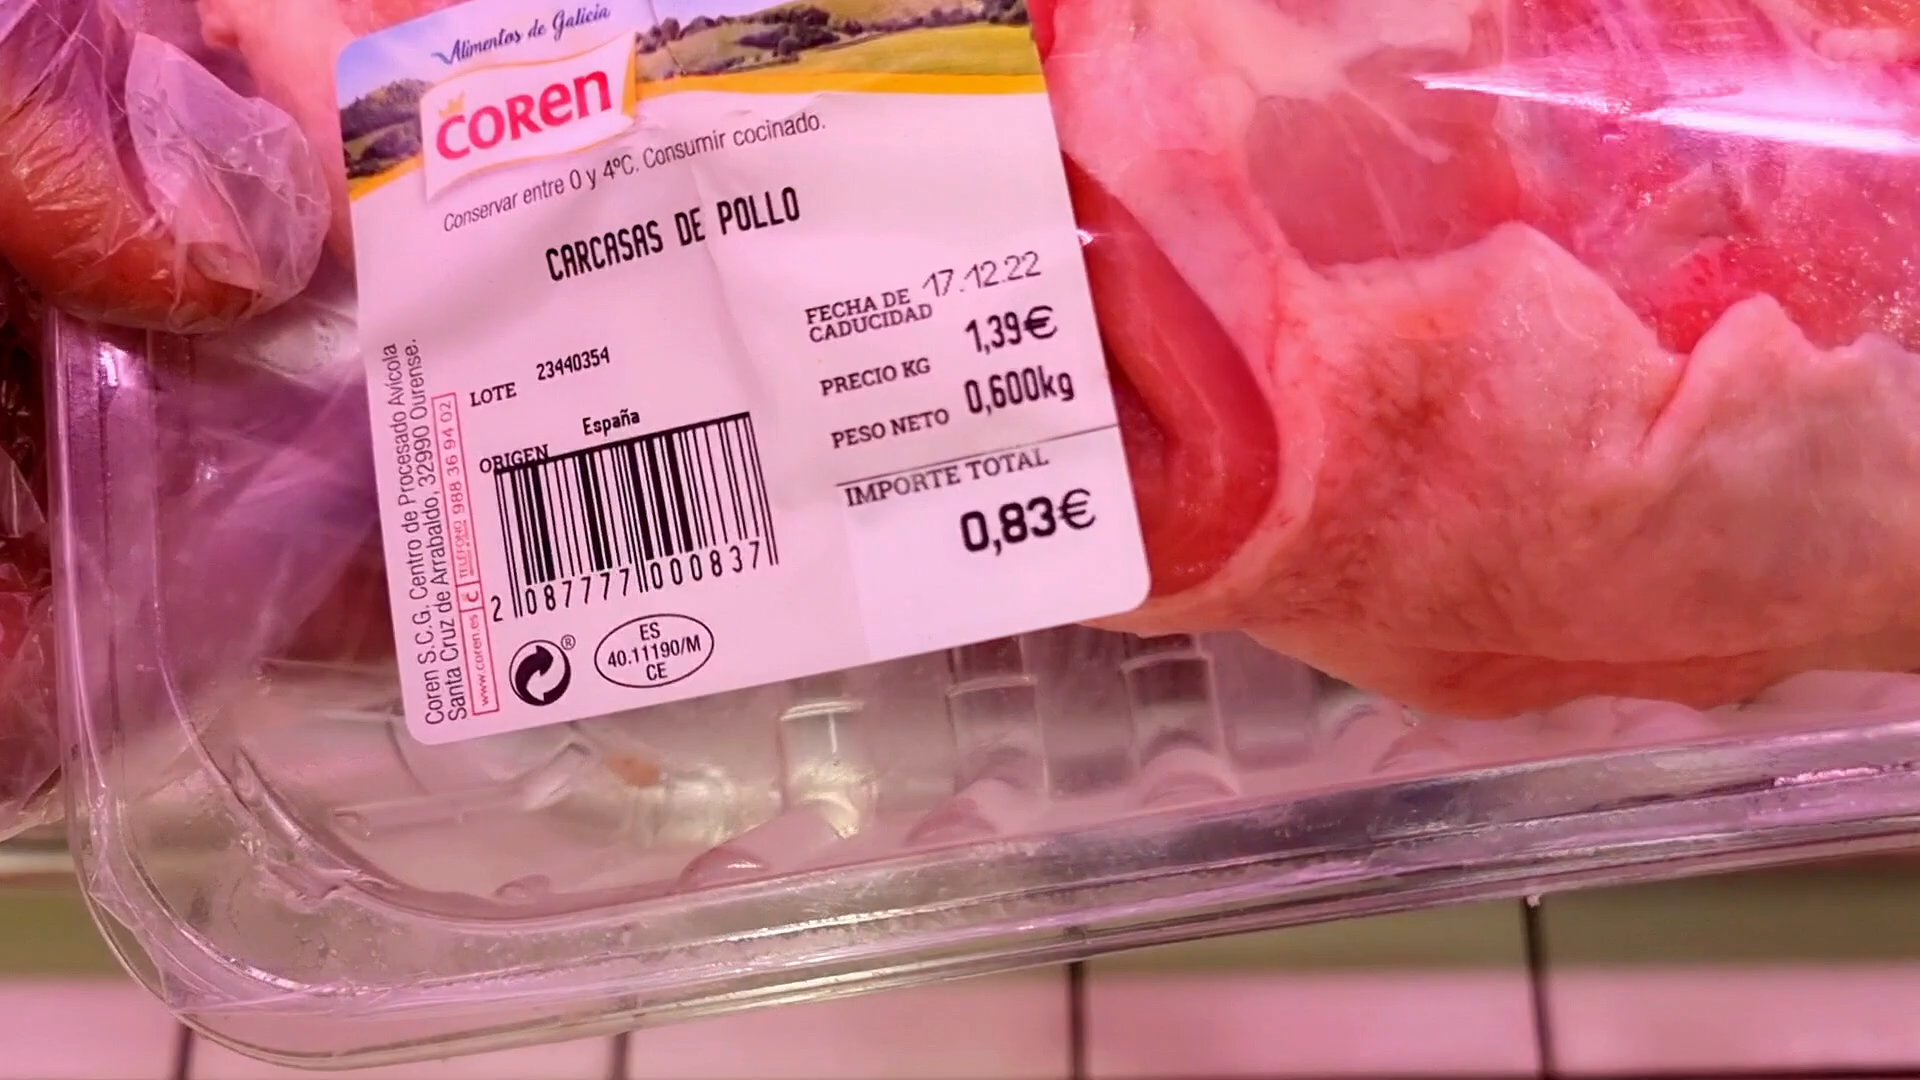 Alimentos de Galicia
COREN
Conservar entre 0 y 4ºC. Consumir cocinado.
CARCASAS DE POLLO
FECHA DE CADUCIDAD 17.12.22
PRECIO KG 1,39€
PESO NETO 0,600kg
IMPORTE TOTAL
0,83€
LOTE 23440354
ORIGEN España
2 087777 000837
ES
40.11190/M
CE
®
Coren S.C.G. Centro de Procesado Avícola
Santa Cruz de Arrabaldo, 32990 Ourense.
www.coren.es C TELÉFONO 988 36 94 02